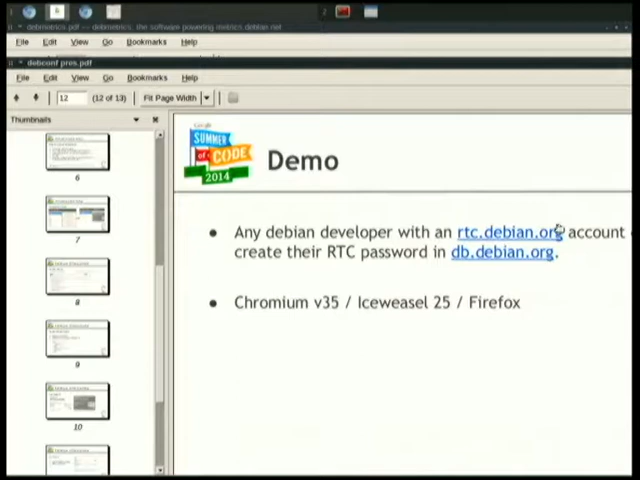 2
debmetrics.pdf — debmetrics, the software powering metrics.debian.net
File Edit View Go Bookmarks Help
debconf pres.pdf
File Edit View Go Bookmarks Help
12 (12 of 13) Fit Page Width
Thumbnails
6
7
8
9
10
Google
SUMMER
of CODE
2014
Demo
• Any debian developer with an rtc.debian.org account
create their RTC password in db.debian.org.
• Chromium v35 / Iceweasel 25 / Firefox